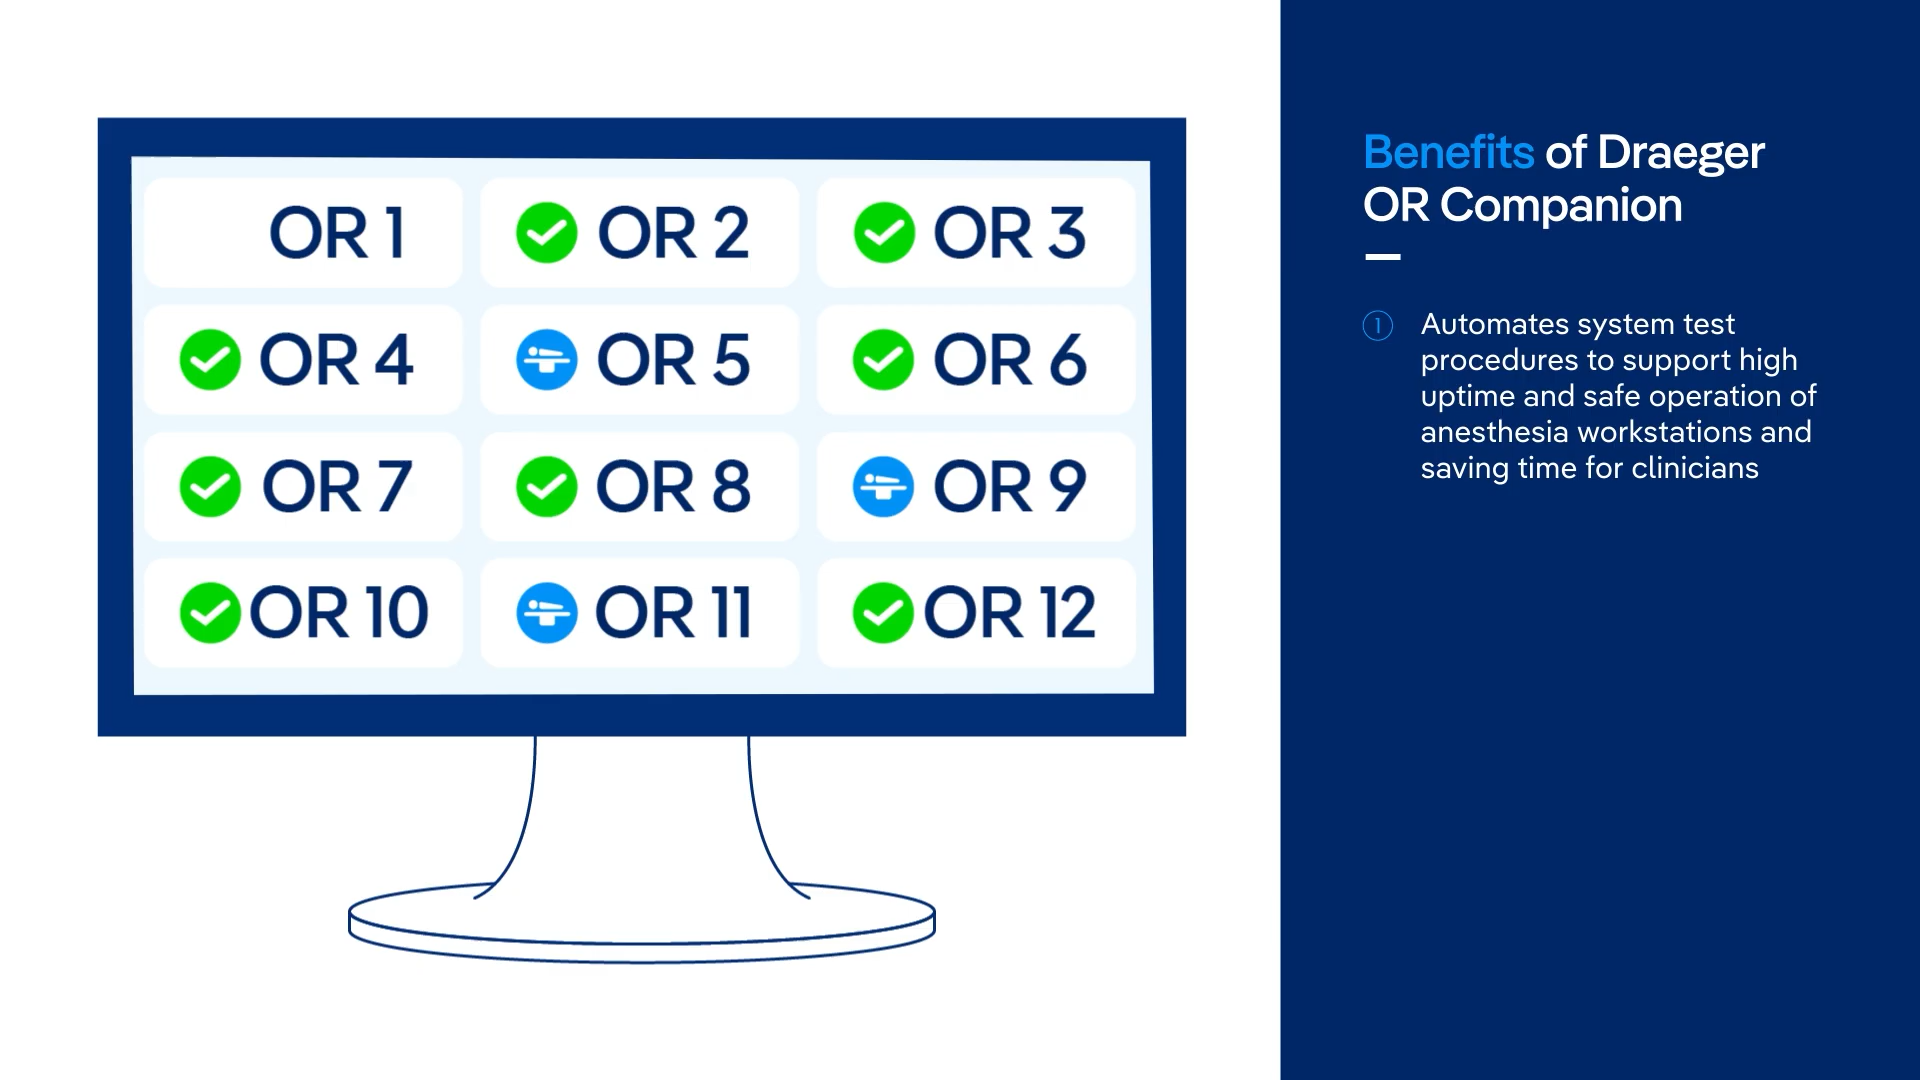 OR 1
OR 2
OR 3
OR 4
OR 5
OR 6
OR 7
OR 8
OR 9
OR 10
OR 11
OR 12
Benefits of Draeger
OR Companion
1
Automates system test
procedures to support high
uptime and safe operation of
anesthesia workstations and
saving time for clinicians